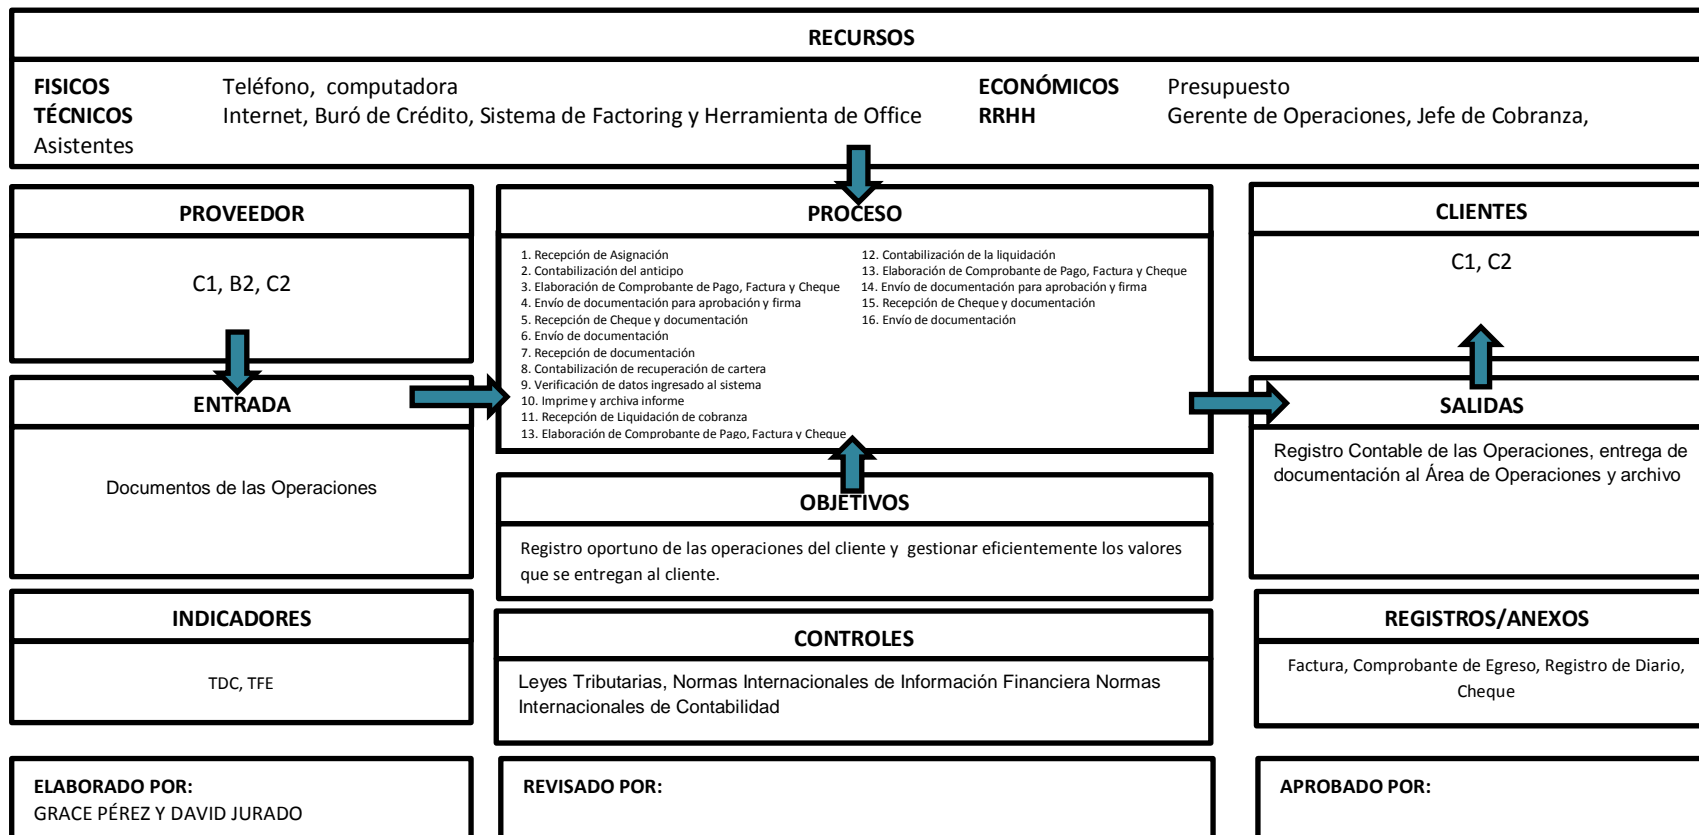 RECURSOS
FISICOS Teléfono, computadora ECONÓMICOS Presupuesto
TÉCNICOS Internet, Buró de Crédito, Sistema de Factoring y Herramienta de Office RRHH Gerente de Operaciones, Jefe de Cobranza,
Asistentes
PROVEEDOR
C1, B2, C2
PROCESO
1. Recepción de Asignación
2. Contabilización del anticipo
3. Elaboración de Comprobante de Pago, Factura y Cheque
4. Envío de documentación para aprobación y firma
5. Recepción de Cheque y documentación
6. Envío de documentación
7. Recepción de documentación
8. Contabilización de recuperación de cartera
9. Verificación de datos ingresado al sistema
10. Imprime y archiva informe
11. Recepción de Liquidación de cobranza
13. Elaboración de Comprobante de Pago, Factura y Cheque
12. Contabilización de la liquidación
13. Elaboración de Comprobante de Pago, Factura y Cheque
14. Envío de documentación para aprobación y firma
15. Recepción de Cheque y documentación
16. Envío de documentación
CLIENTES
C1, C2
ENTRADA
Documentos de las Operaciones
SALIDAS
Registro Contable de las Operaciones, entrega de
documentación al Área de Operaciones y archivo
OBJETIVOS
Registro oportuno de las operaciones del cliente y gestionar eficientemente los valores
que se entregan al cliente.
INDICADORES
TDC, TFE
CONTROLES
Leyes Tributarias, Normas Internacionales de Información Financiera Normas
Internacionales de Contabilidad
REGISTROS/ANEXOS
Factura, Comprobante de Egreso, Registro de Diario,
Cheque
ELABORADO POR:
GRACE PÉREZ Y DAVID JURADO
REVISADO POR:
APROBADO POR: